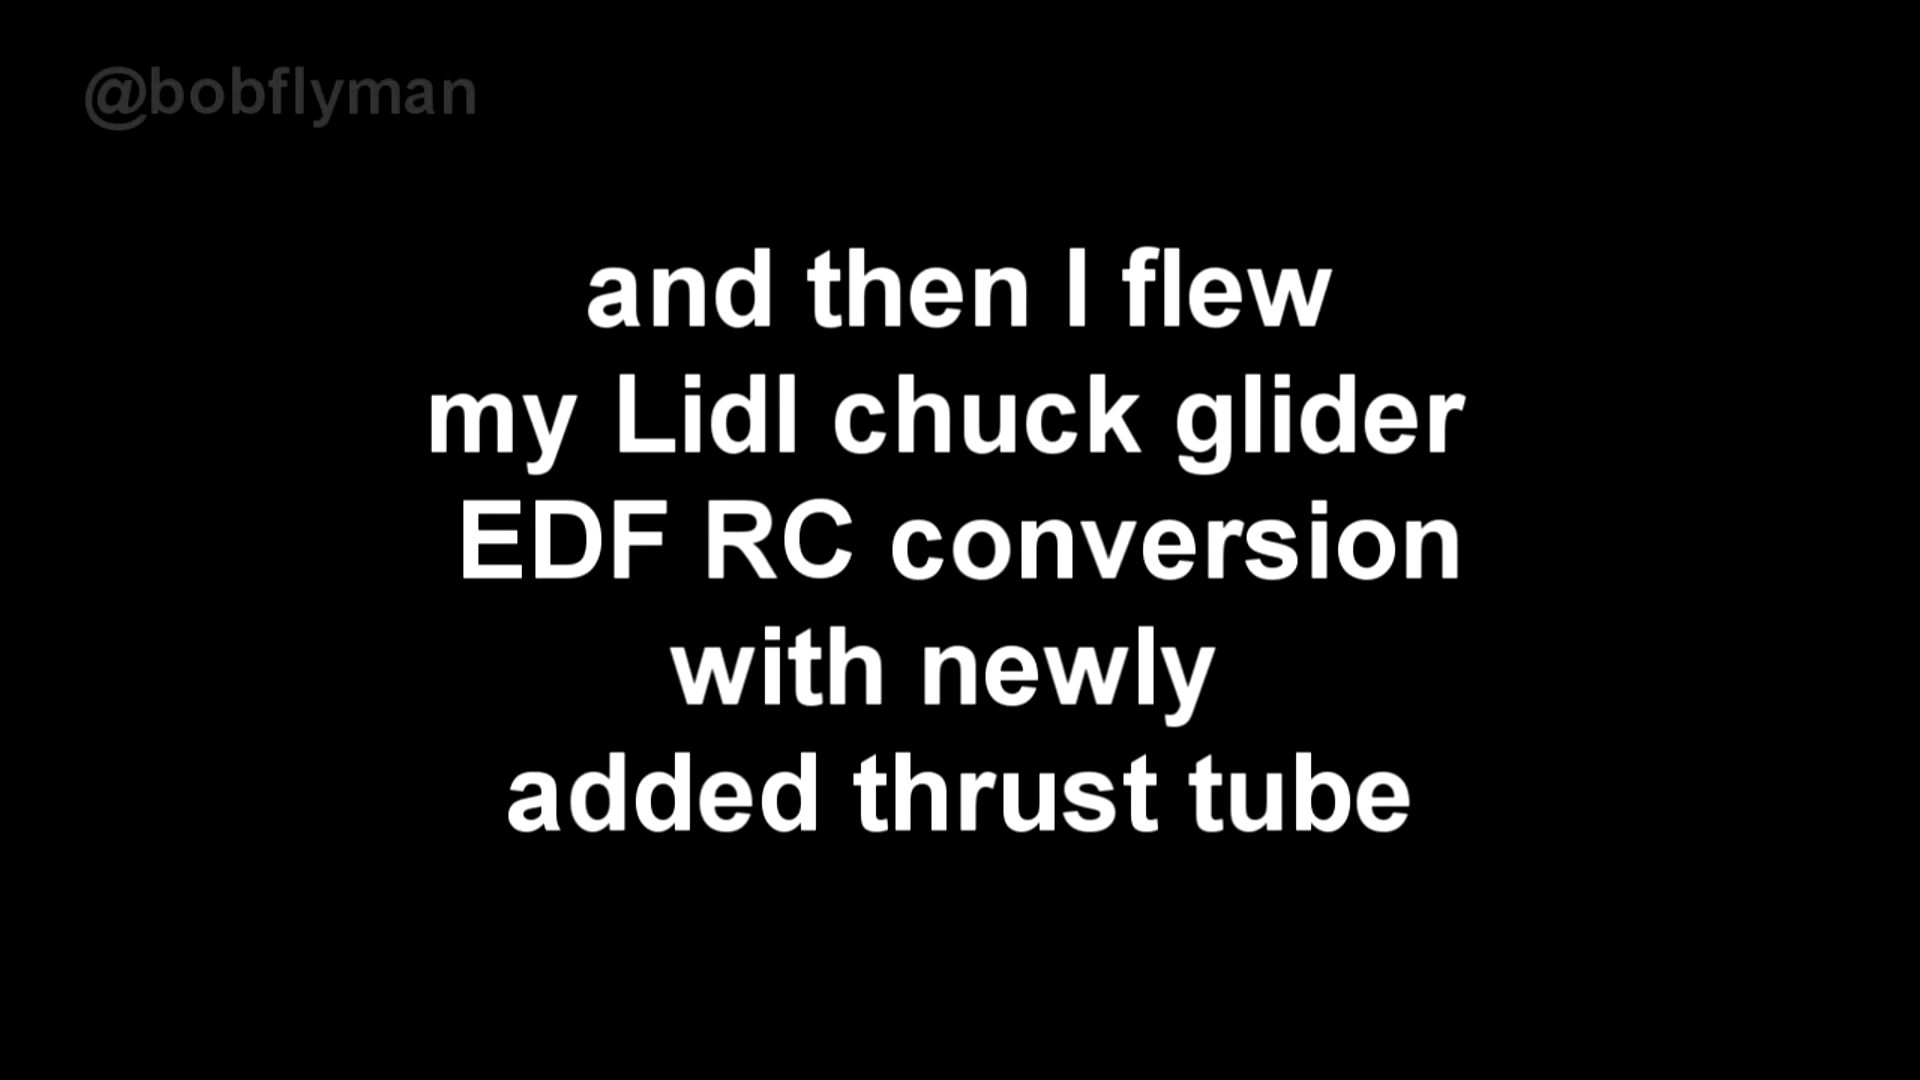 @bobflyman
and then I flew
my Lidl chuck glider
EDF RC conversion
with newly
added thrust tube